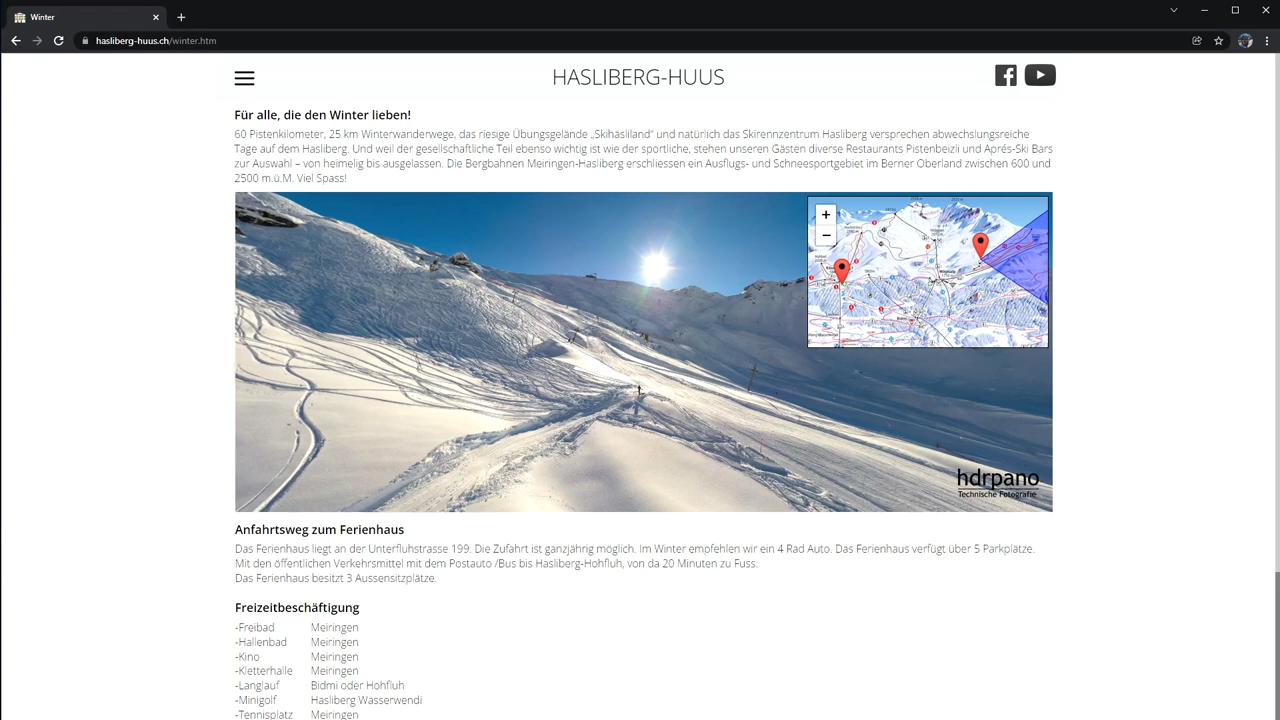 Winter
hasliberg-huus.ch/winter.htm
HASLIBERG-HUUS
Für alle, die den Winter lieben!
60 Pistenkilometer, 25 km Winterwanderwege, das riesige Übungsgelände „Skihäsliland“ und natürlich das Skirennzentrum Hasliberg versprechen abwechslungsreiche
Tage auf dem Hasliberg. Und weil der gesellschaftliche Teil ebenso wichtig ist wie der sportliche, stehen unseren Gästen diverse Restaurants Pistenbeizli und Aprés-Ski Bars
zur Auswahl – von heimelig bis ausgelassen. Die Bergbahnen Meiringen-Hasliberg erschliessen ein Ausflugs- und Schneesportgebiet im Berner Oberland zwischen 600 und
2500 m.ü.M. Viel Spass!
+
−
hdrpano
Technische Fotografie
Anfahrtsweg zum Ferienhaus
Das Ferienhaus liegt an der Unterfluhstrasse 199. Die Zufahrt ist ganzjährig möglich. Im Winter empfehlen wir ein 4 Rad Auto. Das Ferienhaus verfügt über 5 Parkplätze.
Mit den öffentlichen Verkehrsmittel mit dem Postauto /Bus bis Hasliberg-Hohfluh, von da 20 Minuten zu Fuss.
Das Ferienhaus besitzt 3 Aussensitzplätze.
Freizeitbeschäftigung
-Freibad Meiringen
-Hallenbad Meiringen
-Kino Meiringen
-Kletterhalle Meiringen
-Langlauf Bidmi oder Hohfluh
-Minigolf Hasliberg Wasserwendi
-Tennisplatz Meiringen